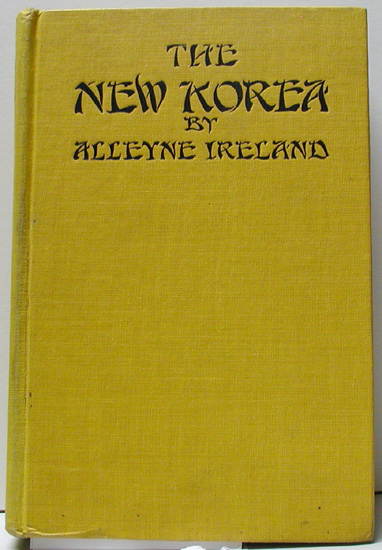 THE
NEW KOREA
BY
ALLEYNE IRELAND